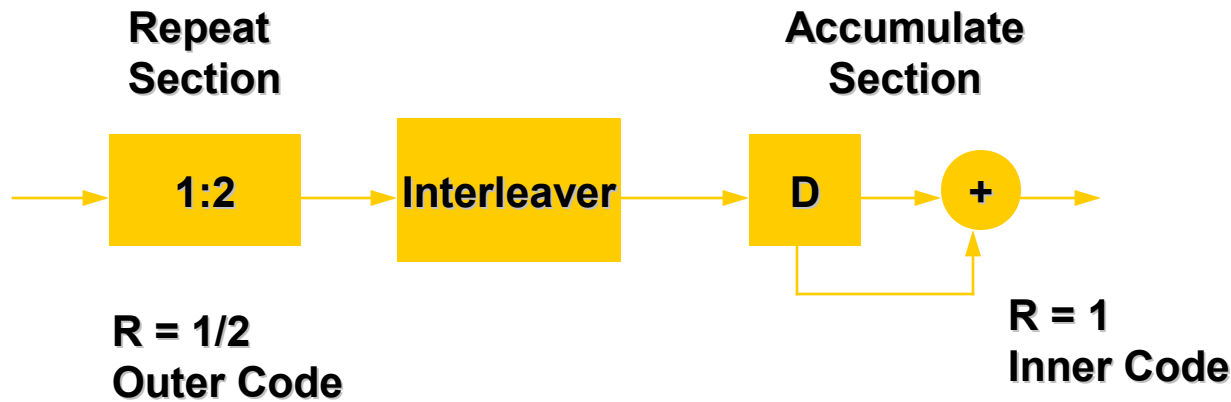 Repeat
Section
Accumulate
Section
1:2
Interleaver
D
+
R = 1/2
Outer Code
R = 1
Inner Code